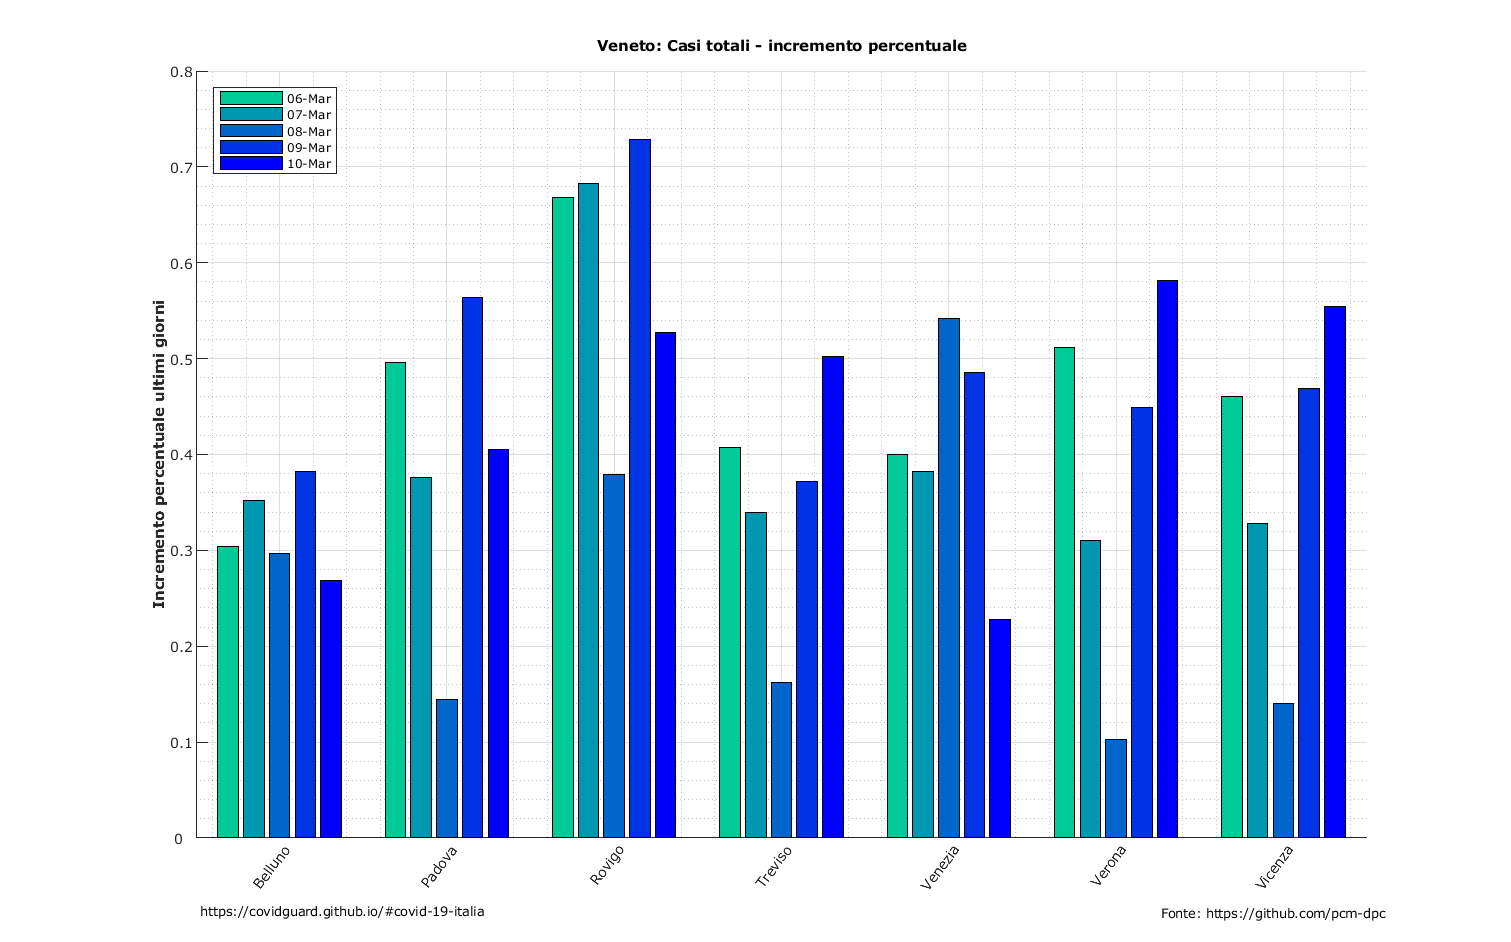 Veneto: Casi totali - incremento percentuale
0.8
0.7
0.6
0.5
0.4
0.3
0.2
0.1
0
Incremento percentuale ultimi giorni
06-Mar
07-Mar
08-Mar
09-Mar
10-Mar
Belluno
Padova
Rovigo
Treviso
Venezia
Verona
Vicenza
https://covidguard.github.io/#covid-19-italia
Fonte: https://github.com/pcm-dpc